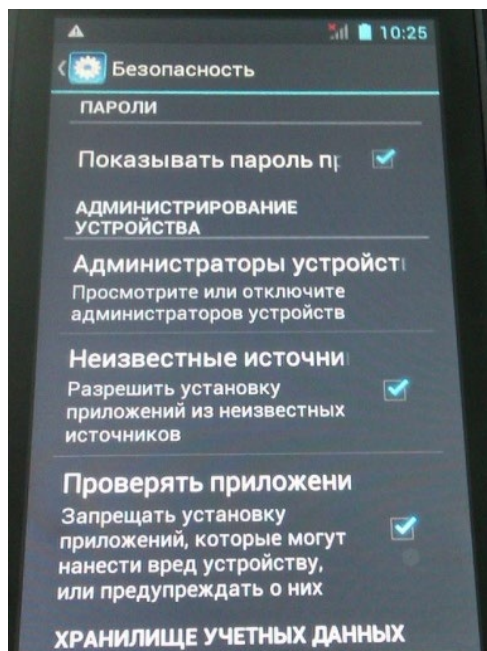 10:25
Безопасность
ПАРОЛИ
Показывать пароль п
АДМИНИСТРИРОВАНИЕ
УСТРОЙСТВА
Администраторы устройст
Просмотрите или отключите
администраторов устройств
Неизвестные источни
Разрешить установку
приложений из неизвестных
источников
Проверять приложени
Запрещать установку
приложений, которые могут
нанести вред устройству,
или предупреждать о них
ХРАНИЛИЩЕ УЧЕТНЫХ ДАННЫХ